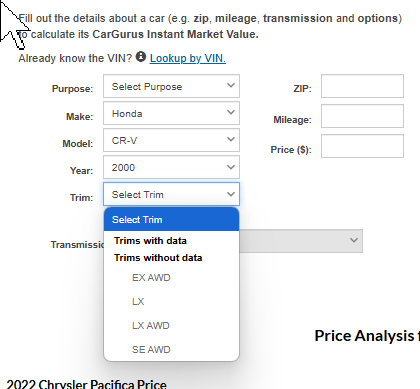 Fill out the details about a car (e.g. zip, mileage, transmission and options)
to calculate its CarGurus Instant Market Value.
Already know the VIN? Lookup by VIN.
Purpose: Select Purpose ZIP:
Make: Honda Mileage:
Model: CR-V Price ($):
Year: 2000
Trim: Select Trim
Select Trim
Trims with data
Trims without data
EX AWD
LX
LX AWD
SE AWD
Price Analysis
2022 Chrysler Pacifica Price